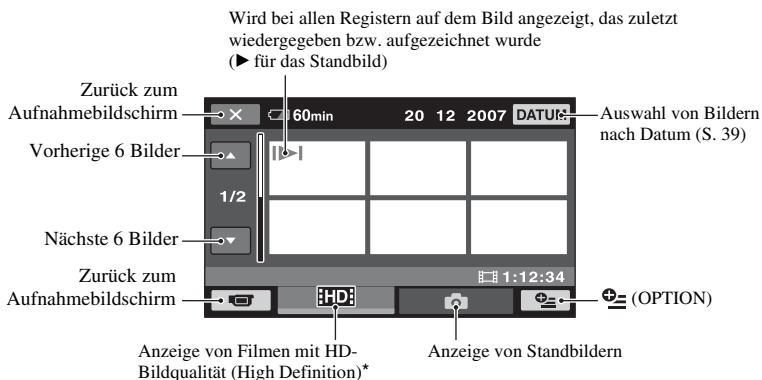 Wird bei allen Registern auf dem Bild angezeigt, das zuletzt
wiedergegeben bzw. aufgezeichnet wurde
(▶ für das Standbild)
Zurück zum
Aufnahmebildschirm
60min
20 12 2007
DATUM
Auswahl von Bildern
nach Datum (S. 39)
Vorherige 6 Bilder
1/2
Nächste 6 Bilder
1:12:34
Zurück zum
Aufnahmebildschirm
HD
(OPTION)
Anzeige von Filmen mit HD-
Bildqualität (High Definition)*
Anzeige von Standbildern